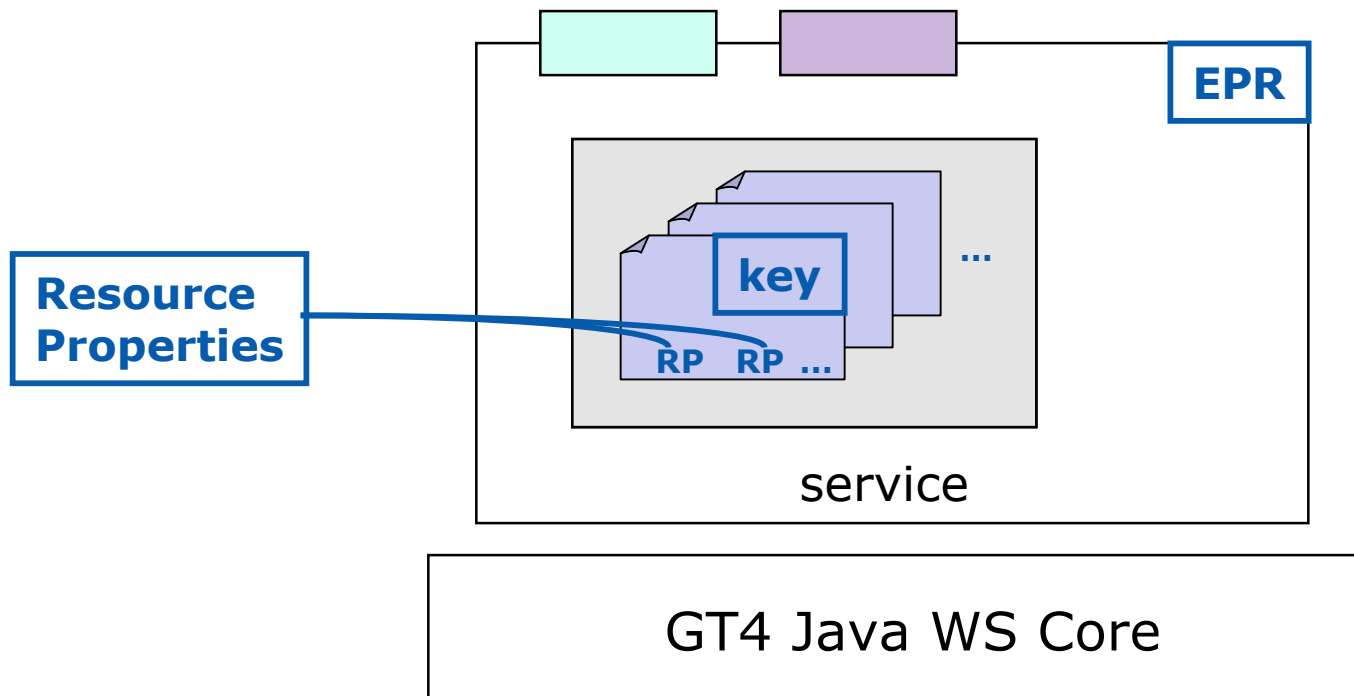 EPR
...
key
Resource
Properties
RP RP ...
service
GT4 Java WS Core